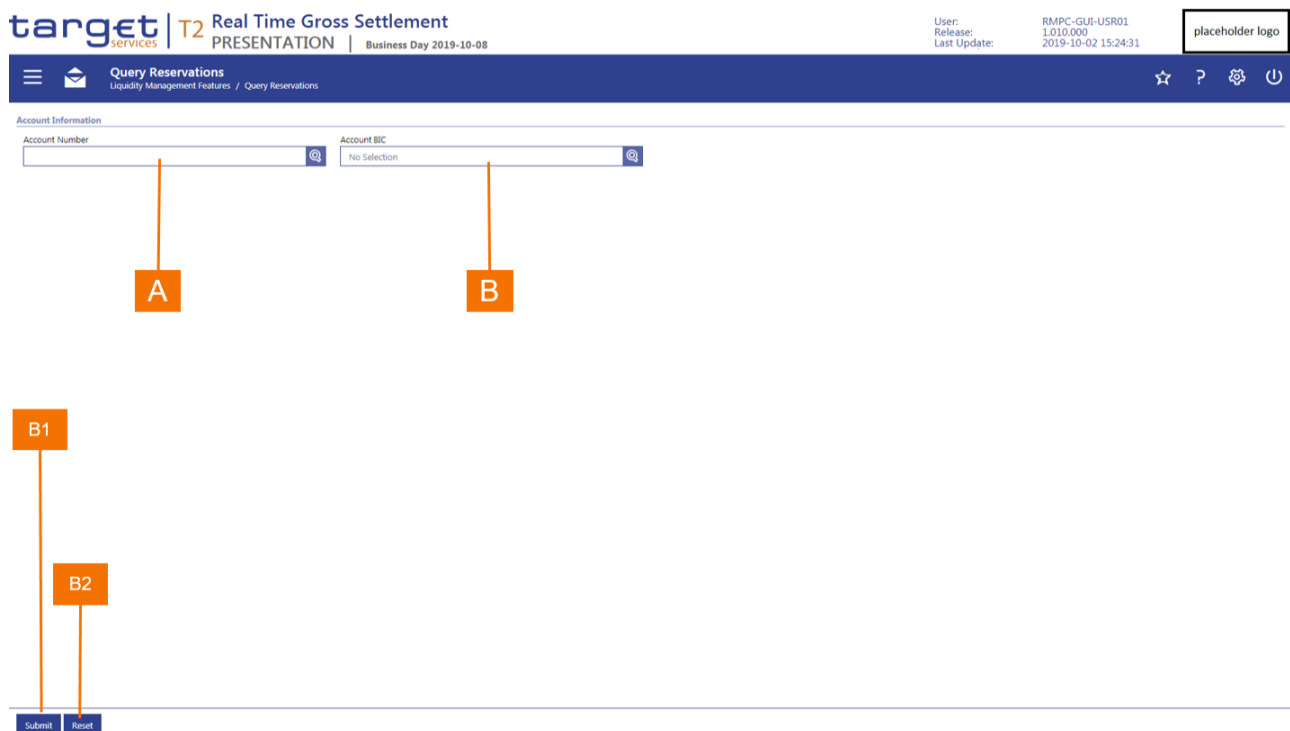 target services T2 Real Time Gross Settlement
PRESENTATION | Business Day 2019-10-08
User: RMPC-GUI-USR01
Release: 1.010.000
Last Update: 2019-10-02 15:24:31
placeholder logo
Query Reservations
Liquidity Management Features / Query Reservations
?
Account Information
Account Number Account BIC
No Selection
A B
B1
B2
Submit Reset